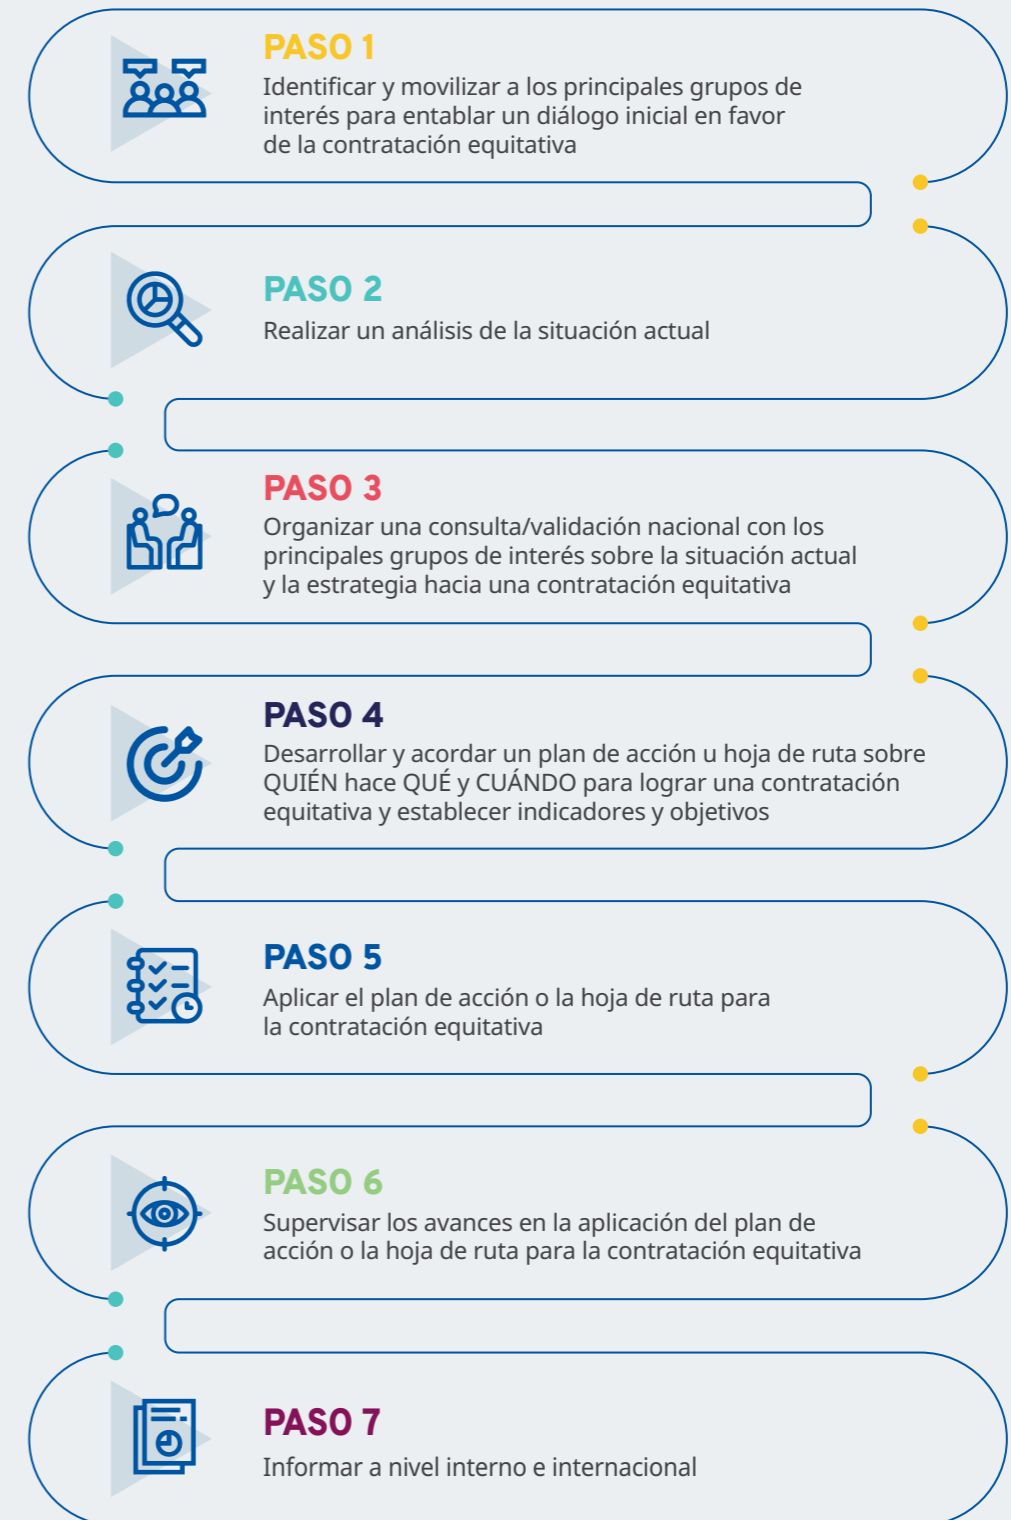 PASO 1
Identificar y movilizar a los principales grupos de
interés para entablar un diálogo inicial en favor
de la contratación equitativa
PASO 2
Realizar un análisis de la situación actual
PASO 3
Organizar una consulta/validación nacional con los
principales grupos de interés sobre la situación actual
y la estrategia hacia una contratación equitativa
PASO 4
Desarrollar y acordar un plan de acción u hoja de ruta sobre
QUIÉN hace QUÉ y CUÁNDO para lograr una contratación
equitativa y establecer indicadores y objetivos
PASO 5
Aplicar el plan de acción o la hoja de ruta para
la contratación equitativa
PASO 6
Supervisar los avances en la aplicación del plan de
acción o la hoja de ruta para la contratación equitativa
PASO 7
Informar a nivel interno e internacional